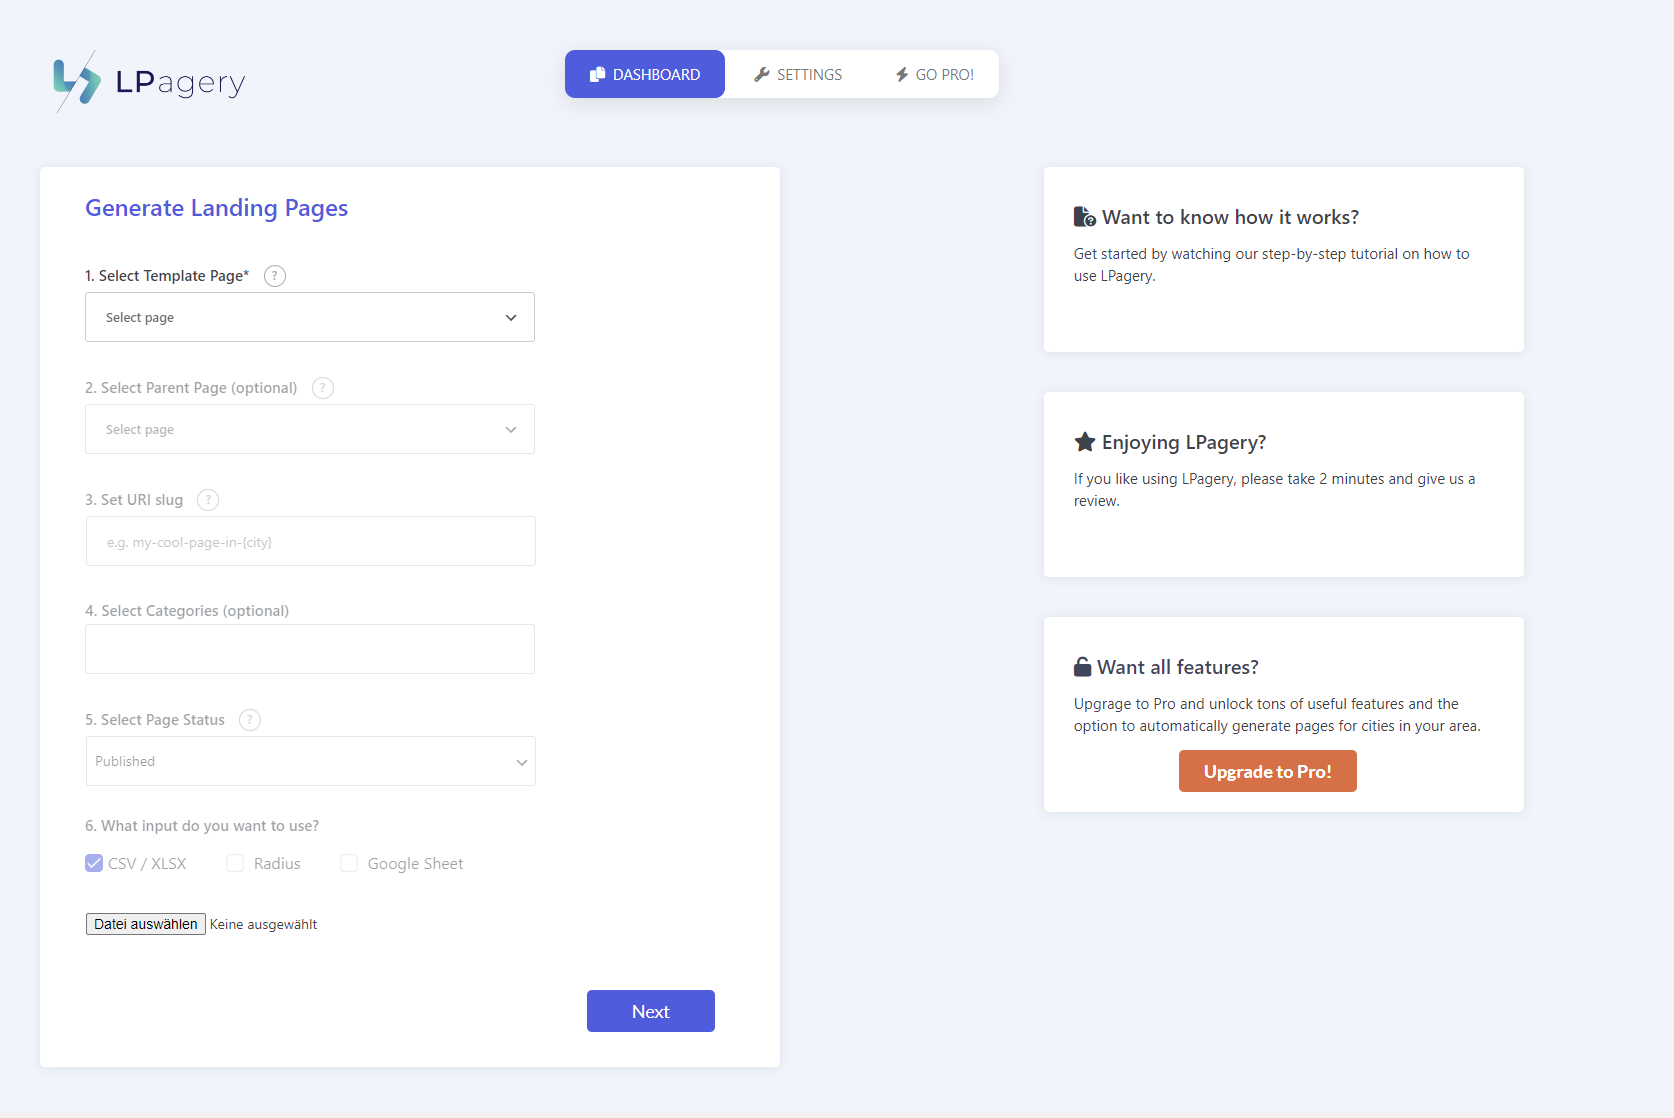 LPagery
DASHBOARD
SETTINGS
GO PRO!
Generate Landing Pages
1. Select Template Page* ?
Select page
2. Select Parent Page (optional) ?
Select page
3. Set URI slug ?
e.g. my-cool-page-in-{city}
4. Select Categories (optional)
5. Select Page Status ?
Published
6. What input do you want to use?
CSV / XLSX Radius Google Sheet
Datei auswählen Keine ausgewählt
Next
Want to know how it works?
Get started by watching our step-by-step tutorial on how to
use LPagery.
Enjoying LPagery?
If you like using LPagery, please take 2 minutes and give us a
review.
Want all features?
Upgrage to Pro and unlock tons of useful features and the
option to automatically generate pages for cities in your area.
Upgrade to Pro!